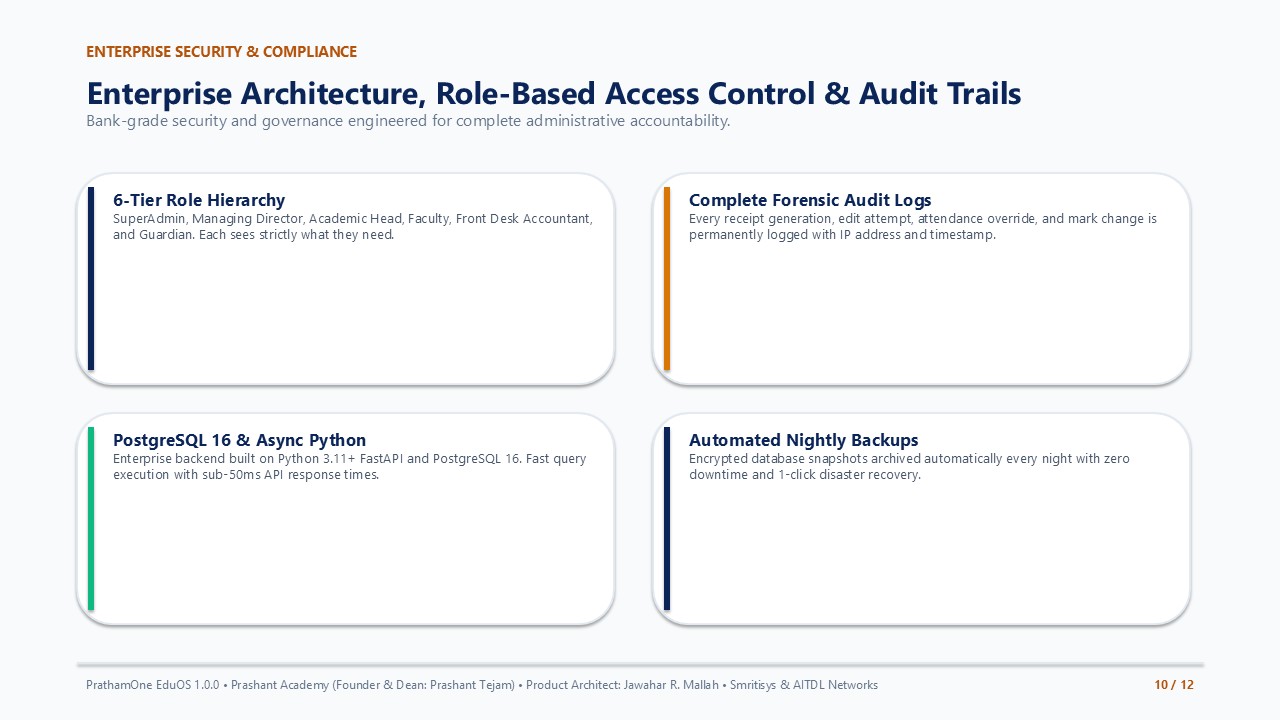 ENTERPRISE SECURITY & COMPLIANCE
Enterprise Architecture, Role-Based Access Control & Audit Trails
Bank-grade security and governance engineered for complete administrative accountability.
6-Tier Role Hierarchy
SuperAdmin, Managing Director, Academic Head, Faculty, Front Desk Accountant,
and Guardian. Each sees strictly what they need.
Complete Forensic Audit Logs
Every receipt generation, edit attempt, attendance override, and mark change is
permanently logged with IP address and timestamp.
PostgreSQL 16 & Async Python
Enterprise backend built on Python 3.11+ FastAPI and PostgreSQL 16. Fast query
execution with sub-50ms API response times.
Automated Nightly Backups
Encrypted database snapshots archived automatically every night with zero
downtime and 1-click disaster recovery.
PrathamOne EduOS 1.0.0 • Prashant Academy (Founder & Dean: Prashant Tejam) • Product Architect: Jawahar R. Mallah • Smritisys & AITDL Networks
10 / 12